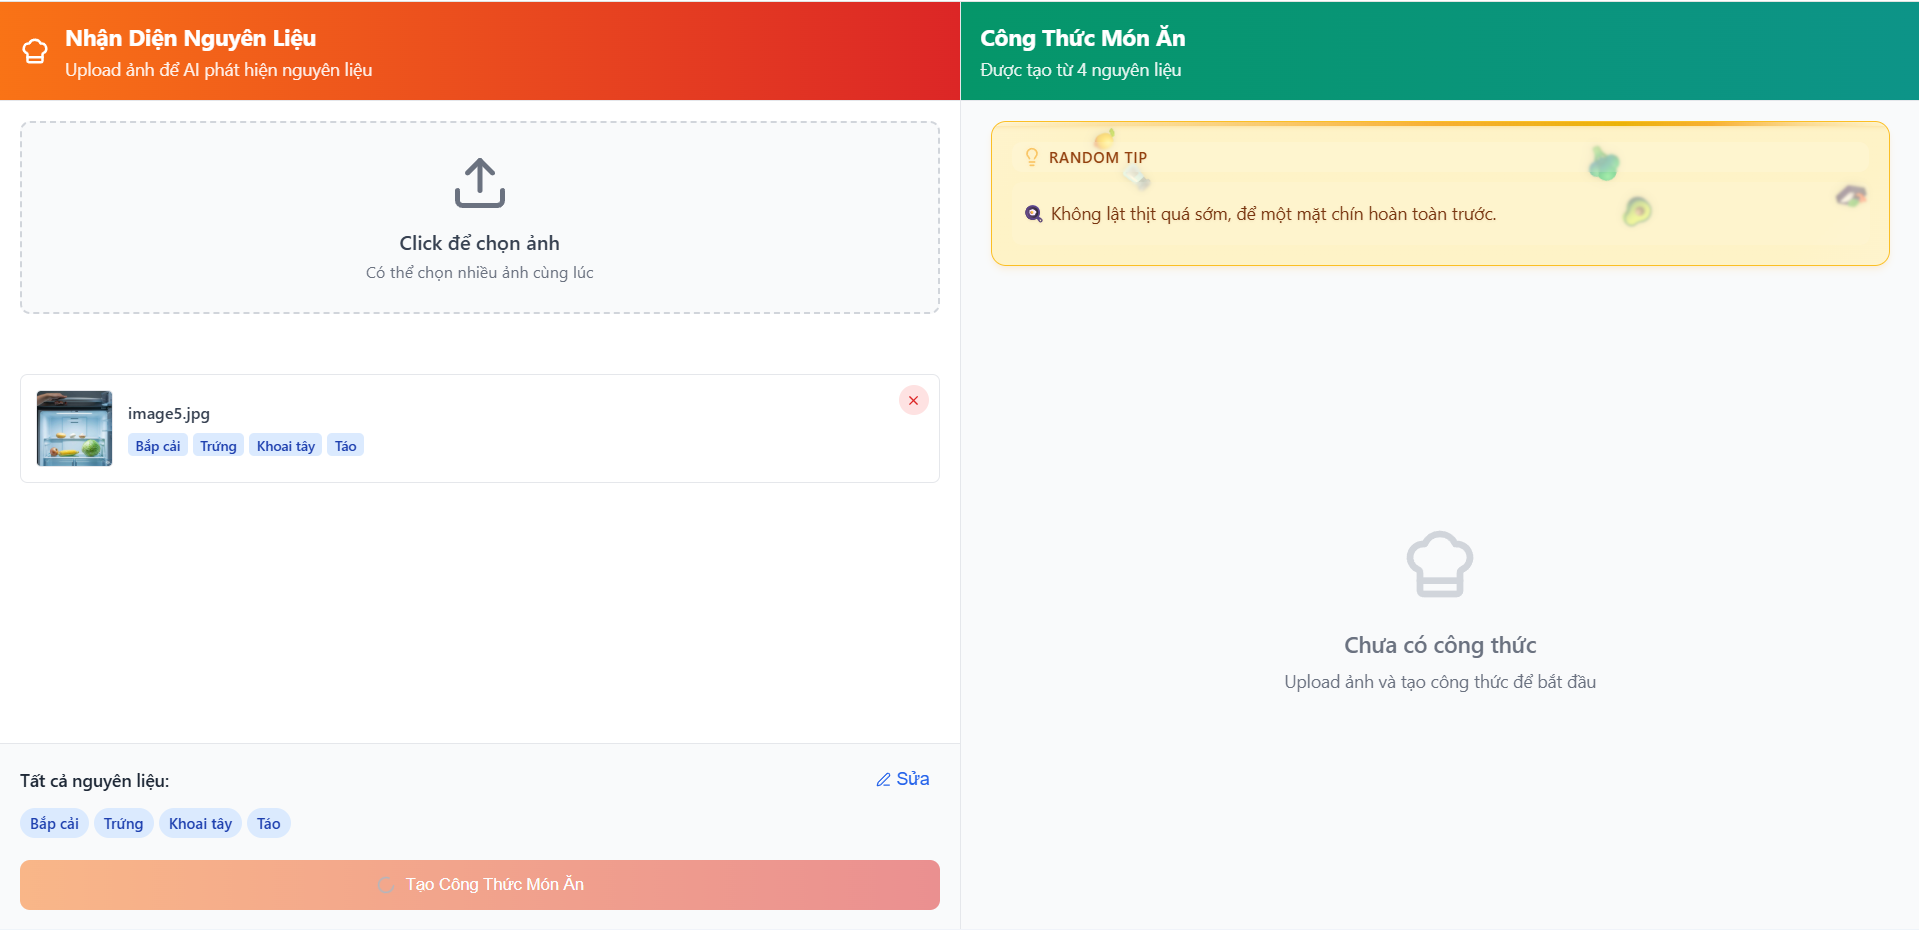 Nhận Diện Nguyên Liệu
Upload ảnh để AI phát hiện nguyên liệu
Click để chọn ảnh
Có thể chọn nhiều ảnh cùng lúc
image5.jpg
Bắp cải Trứng Khoai tây Táo
Tất cả nguyên liệu:
Sửa
Bắp cải Trứng Khoai tây Táo
Tạo Công Thức Món Ăn
Công Thức Món Ăn
Được tạo từ 4 nguyên liệu
RANDOM TIP
Không lật thịt quá sớm, để một mặt chín hoàn toàn trước.
Chưa có công thức
Upload ảnh và tạo công thức để bắt đầu